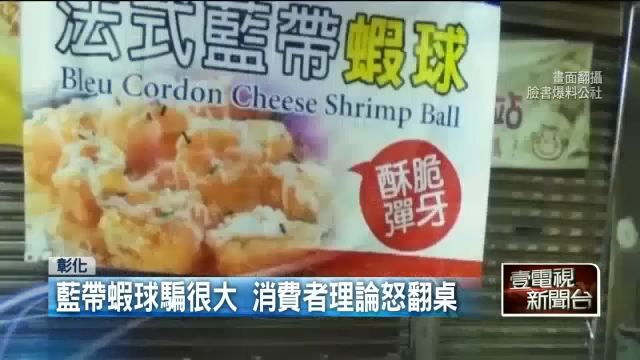 法式藍帶蝦球
Bleu Cordon Cheese Shrimp Ball
畫面翻攝
臉書爆料公社
站
酥脆
彈牙
彰化
藍帶蝦球騙很大 消費者理論怒翻桌
壹電視
新聞台